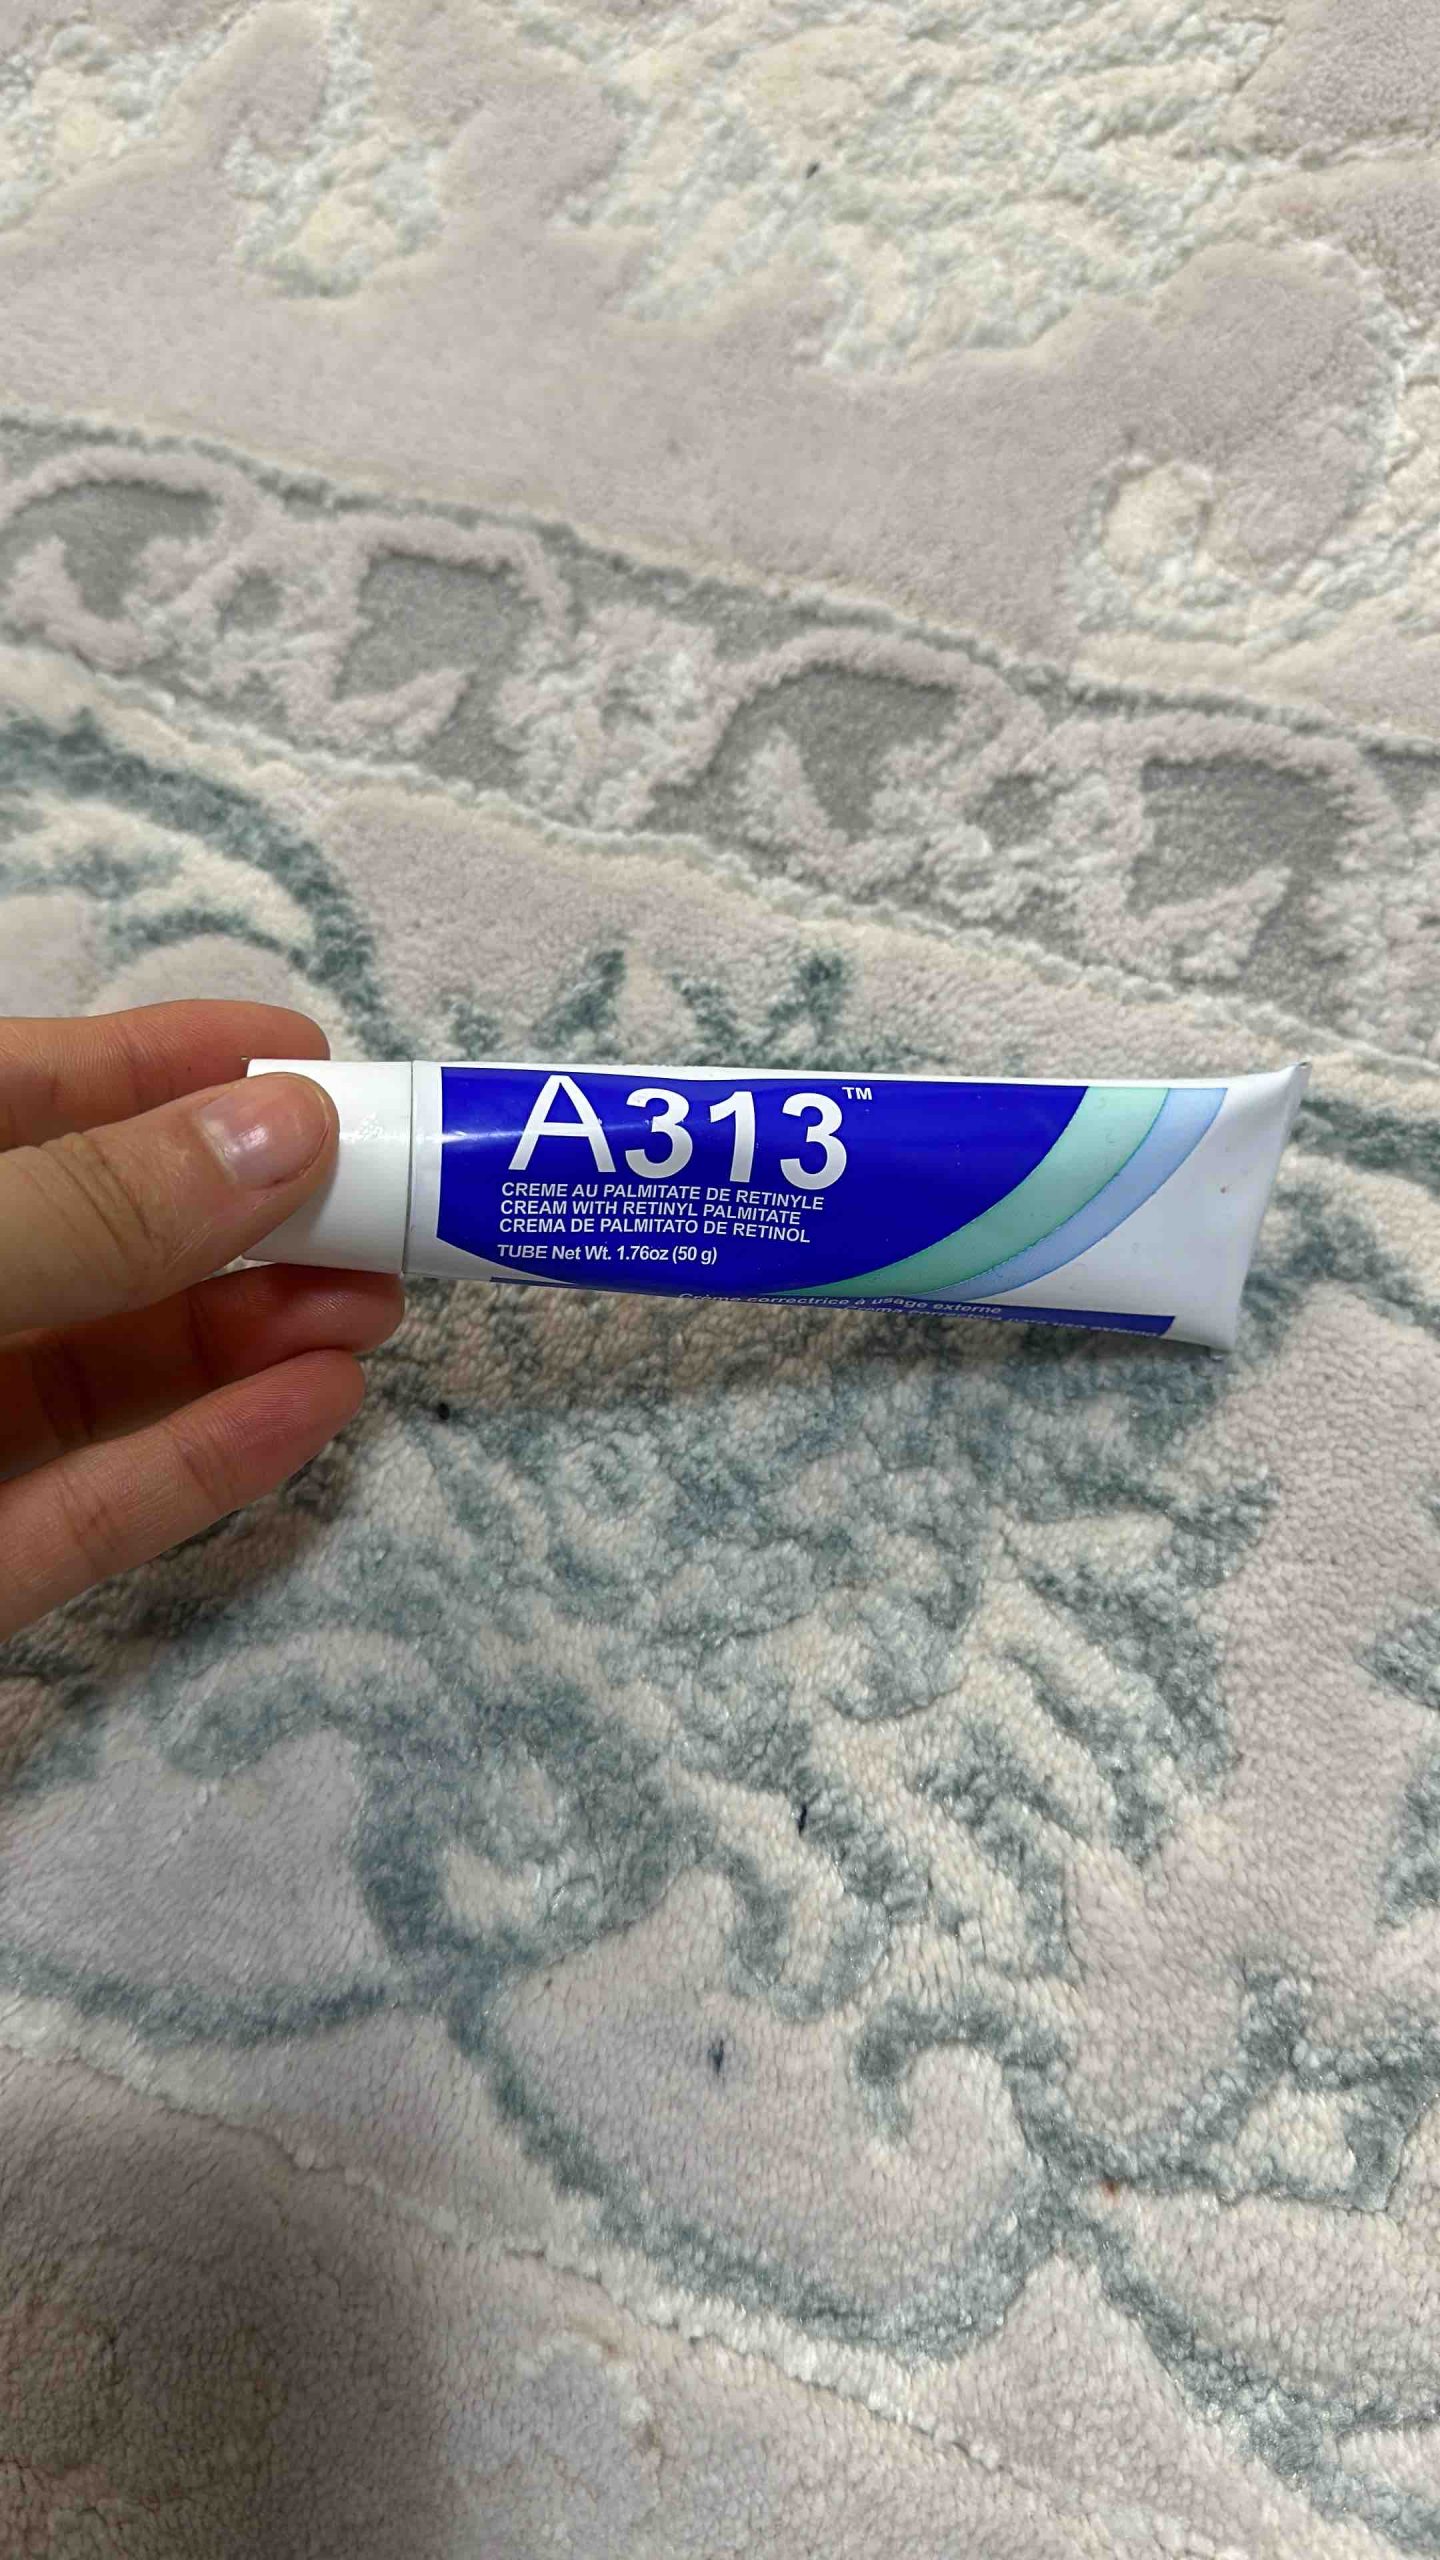 A313™
CREME AU PALMITATE DE RETINYLE
CREAM WITH RETINYL PALMITATE
CREMA DE PALMITATO DE RETINOL
TUBE Net Wt. 1.76oz (50 g)
Crème correctrice à usage externe